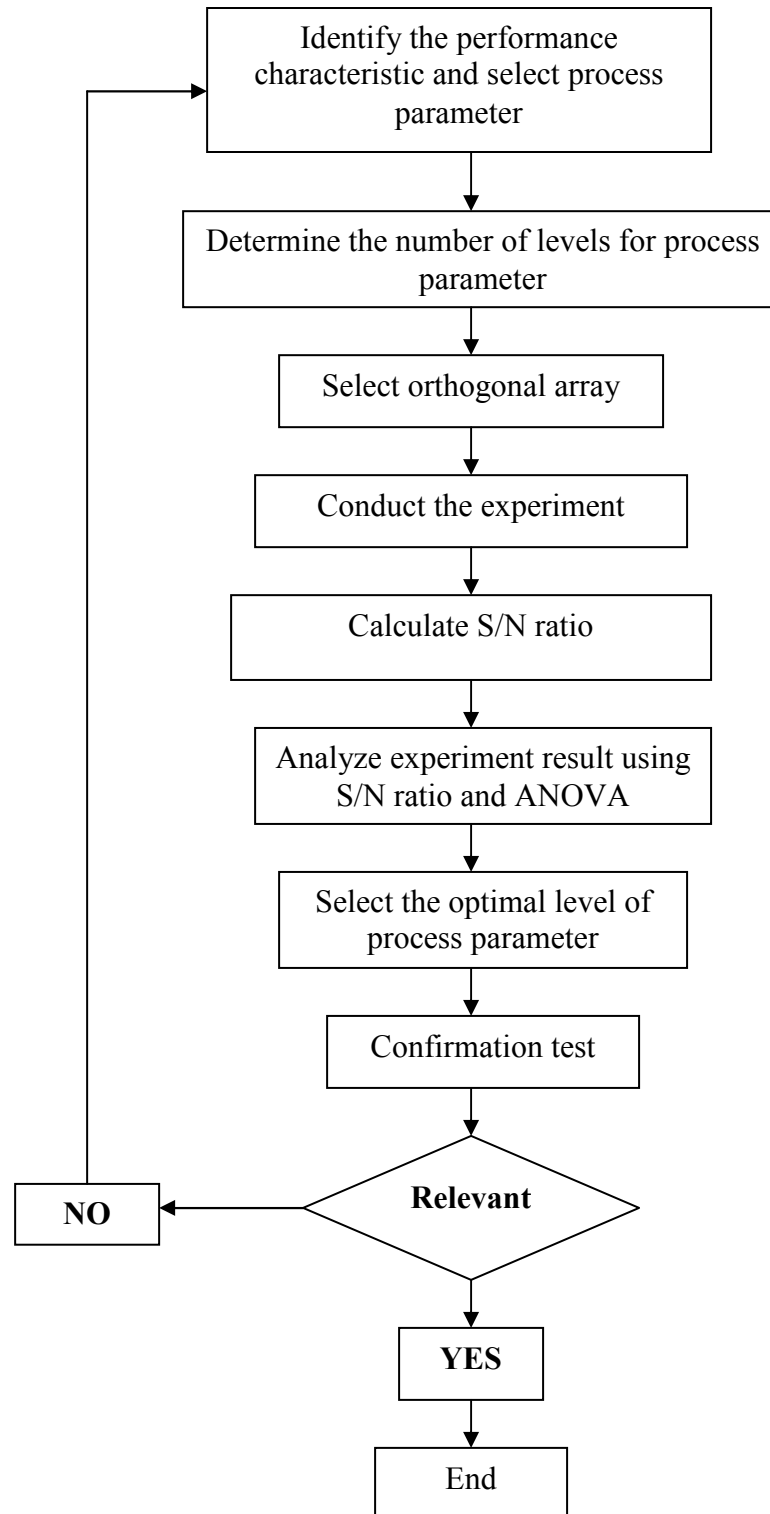 Identify the performance
characteristic and select process
parameter
Determine the number of levels for process
parameter
Select orthogonal array
Conduct the experiment
Calculate S/N ratio
Analyze experiment result using
S/N ratio and ANOVA
Select the optimal level of
process parameter
Confirmation test
Relevant
NO
YES
End